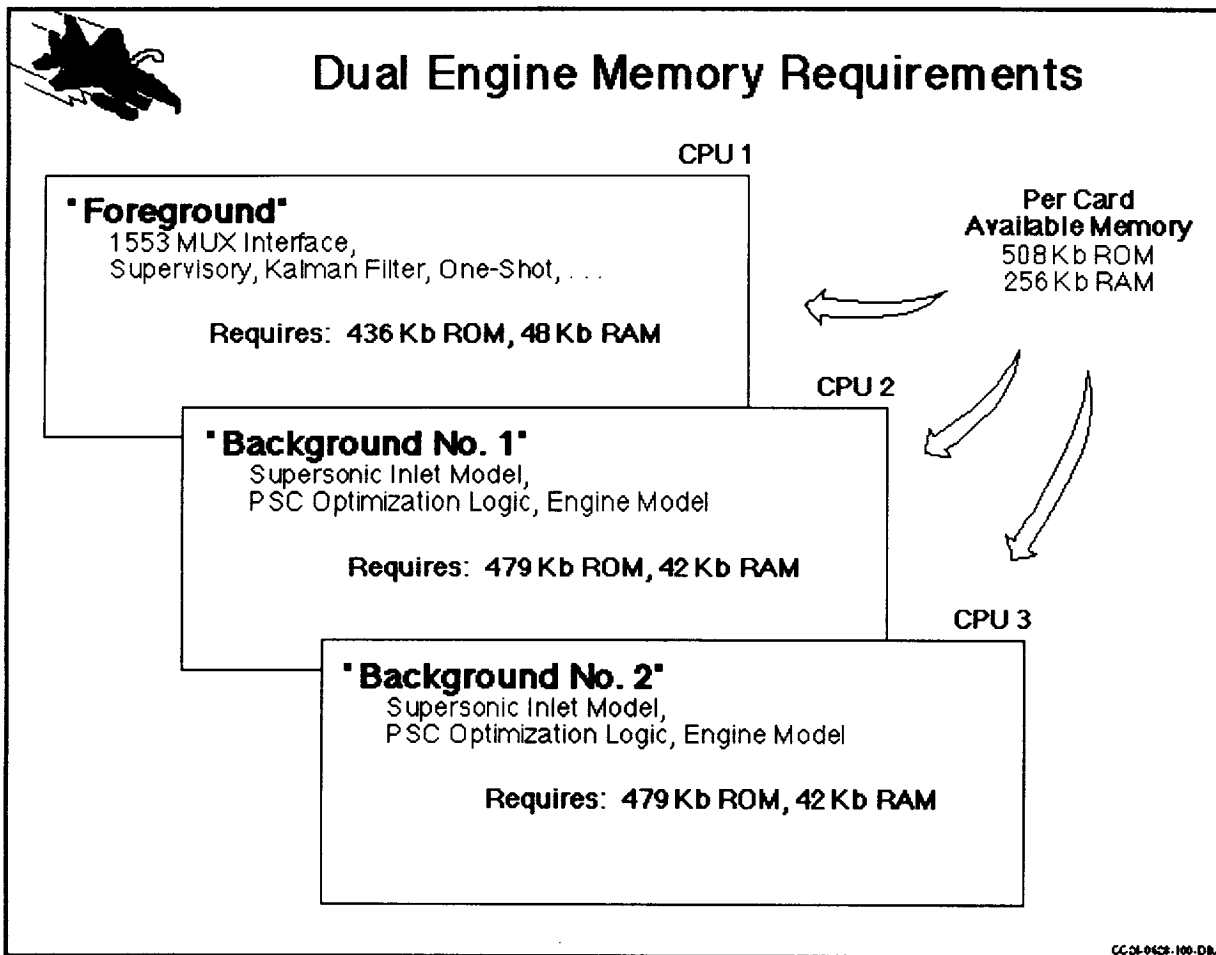 Dual Engine Memory Requirements
CPU 1
"Foreground"
1553 MUX Interface,
Supervisory, Kalman Filter, One-Shot, . . .
Requires: 436 Kb ROM, 48 Kb RAM
Per Card
Available Memory
508 Kb ROM
256 Kb RAM
CPU 2
"Background No. 1"
Supersonic Inlet Model,
PSC Optimization Logic, Engine Model
Requires: 479 Kb ROM, 42 Kb RAM
CPU 3
"Background No. 2"
Supersonic Inlet Model,
PSC Optimization Logic, Engine Model
Requires: 479 Kb ROM, 42 Kb RAM